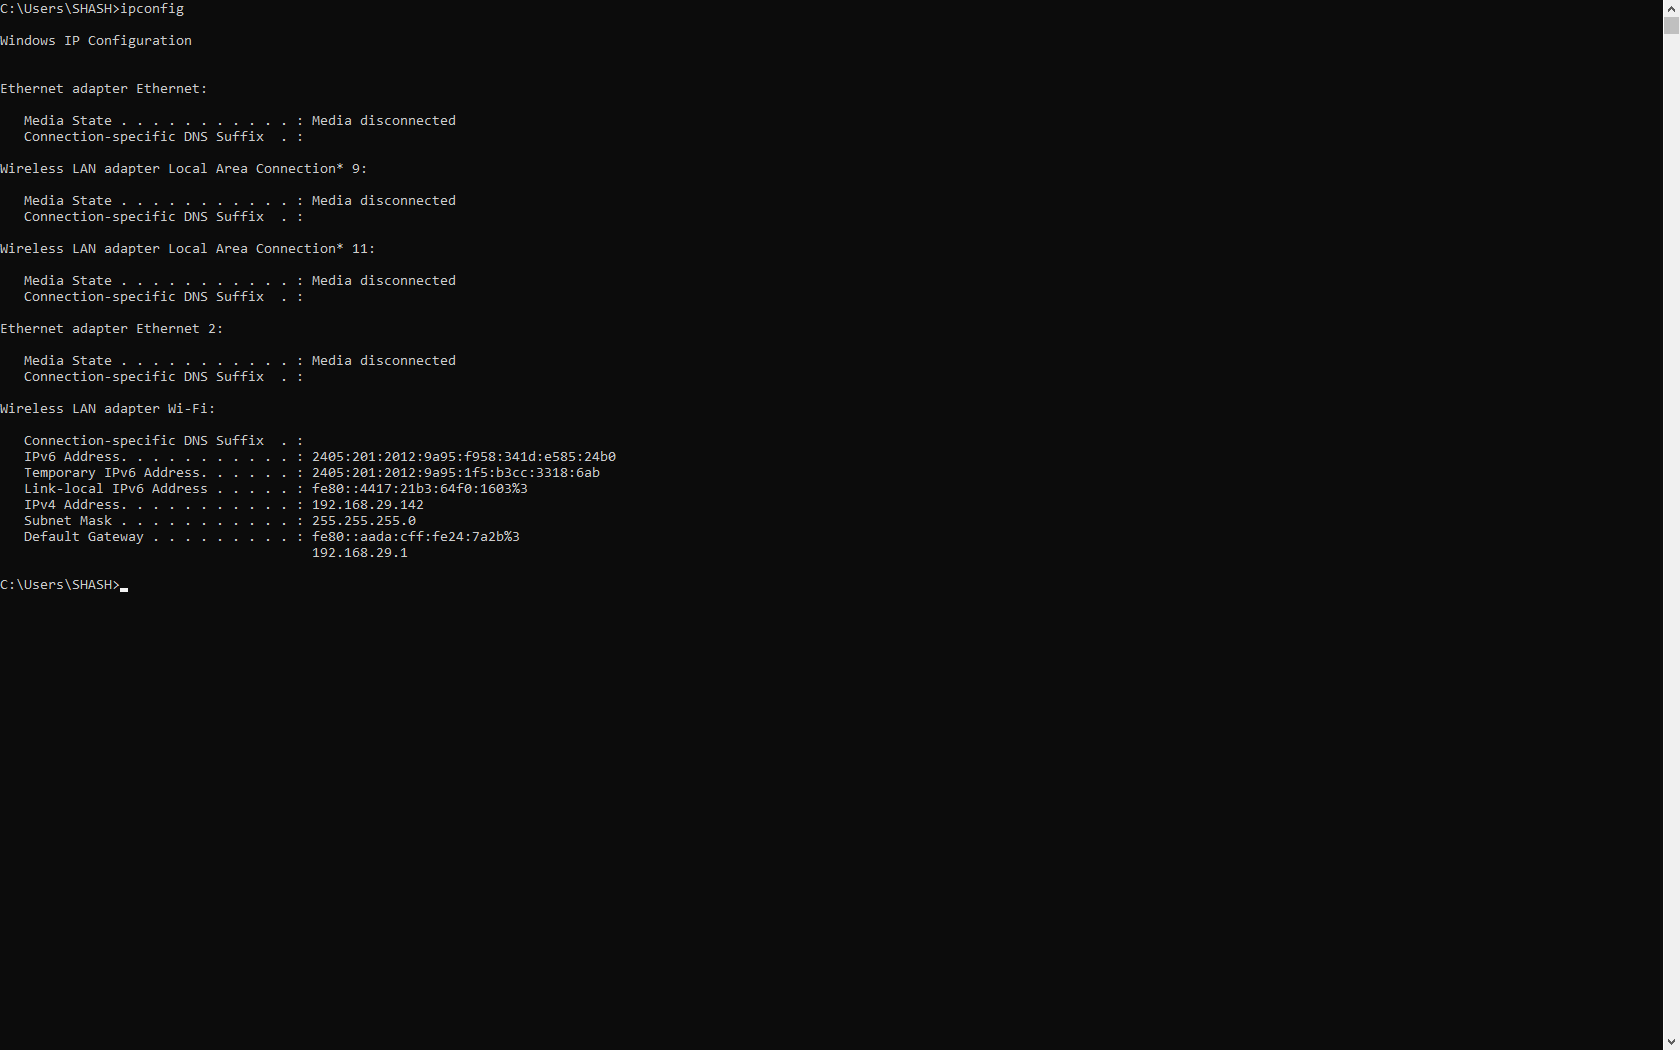 C:\Users\SHASH>ipconfig
Windows IP Configuration
Ethernet adapter Ethernet:
   Media State . . . . . . . . . . . : Media disconnected
   Connection-specific DNS Suffix  . :
Wireless LAN adapter Local Area Connection* 9:
   Media State . . . . . . . . . . . : Media disconnected
   Connection-specific DNS Suffix  . :
Wireless LAN adapter Local Area Connection* 11:
   Media State . . . . . . . . . . . : Media disconnected
   Connection-specific DNS Suffix  . :
Ethernet adapter Ethernet 2:
   Media State . . . . . . . . . . . : Media disconnected
   Connection-specific DNS Suffix  . :
Wireless LAN adapter Wi-Fi:
   Connection-specific DNS Suffix  . :
   IPv6 Address. . . . . . . . . . . : 2405:201:2012:9a95:f958:341d:e585:24b0
   Temporary IPv6 Address. . . . . . : 2405:201:2012:9a95:1f5:b3cc:3318:6ab
   Link-local IPv6 Address . . . . . : fe80::4417:21b3:64f0:1603%3
   IPv4 Address. . . . . . . . . . . : 192.168.29.142
   Subnet Mask . . . . . . . . . . . : 255.255.255.0
   Default Gateway . . . . . . . . . : fe80::aada:cff:fe24:7a2b%3
                                       192.168.29.1
C:\Users\SHASH>